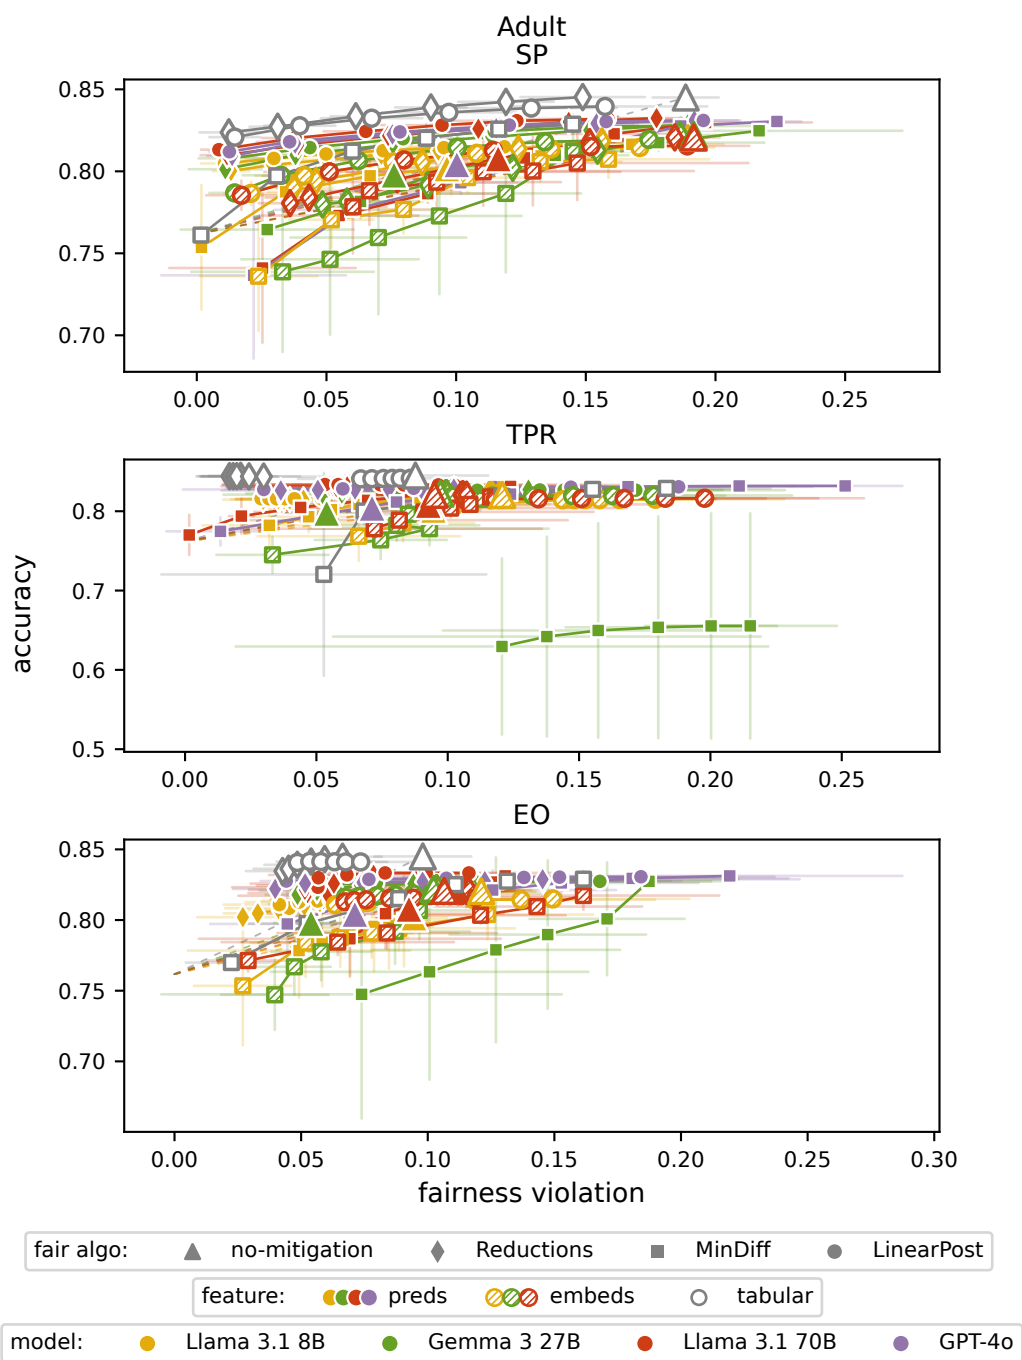 Adult
SP
0.85
0.80
0.75
0.70
0.00 0.05 0.10 0.15 0.20 0.25
TPR
0.8
0.7
0.6
0.5
0.00 0.05 0.10 0.15 0.20 0.25
accuracy
EO
0.85
0.80
0.75
0.70
0.00 0.05 0.10 0.15 0.20 0.25 0.30
fairness violation
fair algo: no-mitigation Reductions MinDiff LinearPost
feature: preds embeds tabular
model: Llama 3.1 8B Gemma 3 27B Llama 3.1 70B GPT-4o